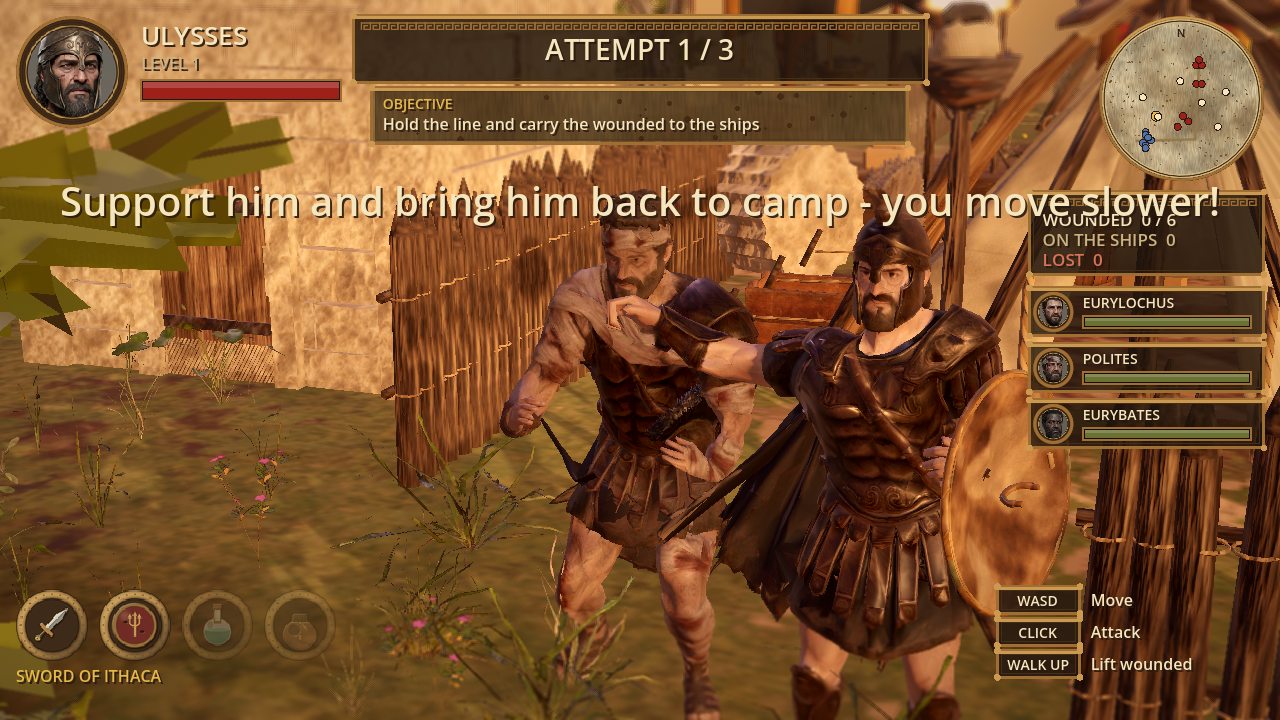 ULYSSES
LEVEL 1
ATTEMPT 1 / 3
OBJECTIVE
Hold the line and carry the wounded to the ships
N
Support him and bring him back to camp - you move slower!
WOUNDED 0 / 6
ON THE SHIPS 0
LOST 0
EURYLOCHUS
POLITES
EURYBATES
WASD Move
CLICK Attack
WALK UP Lift wounded
SWORD OF ITHACA